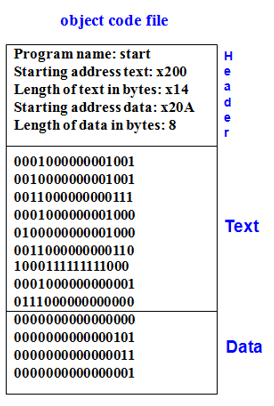 object code file
Program name: start
Starting address text: x200
Length of text in bytes: x14
Starting address data: x20A
Length of data in bytes: 8
Header
0001000000001001
0010000000001001
0011000000000111
0001000000001000
0100000000001000
0011000000000110
1000111111111000
0001000000000001
0111000000000000
Text
0000000000000000
0000000000000101
0000000000000011
0000000000000001
Data